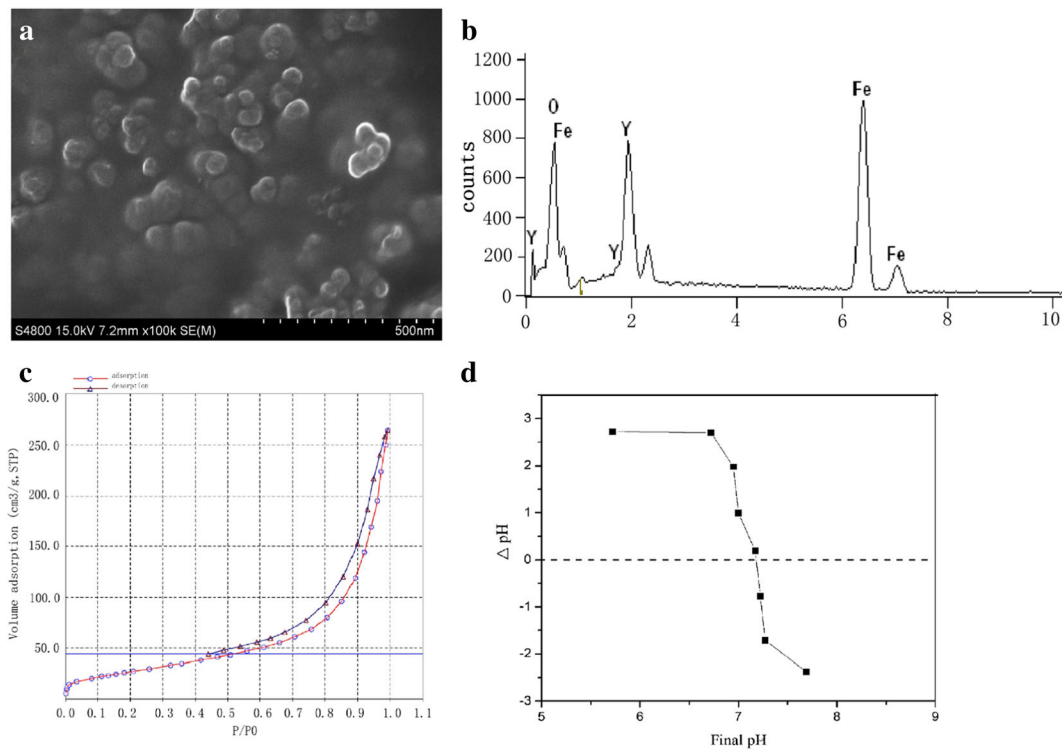 a
S4800 15.0kV 7.2mm x100k SE(M)
500nm
b
counts
1200
1000
800
600
400
200
0
Y
O
Fe
Y
Y
Fe
Fe
0 2 4 6 8 10
c
adsorption
desorption
Volume adsorption (cm3/g,STP)
300.0
250.0
200.0
150.0
100.0
50.0
0.0 0.1 0.2 0.3 0.4 0.5 0.6 0.7 0.8 0.9 1.0 1.1
P/P0
d
△ pH
3
2
1
0
-1
-2
-3
5 6 7 8 9
Final pH